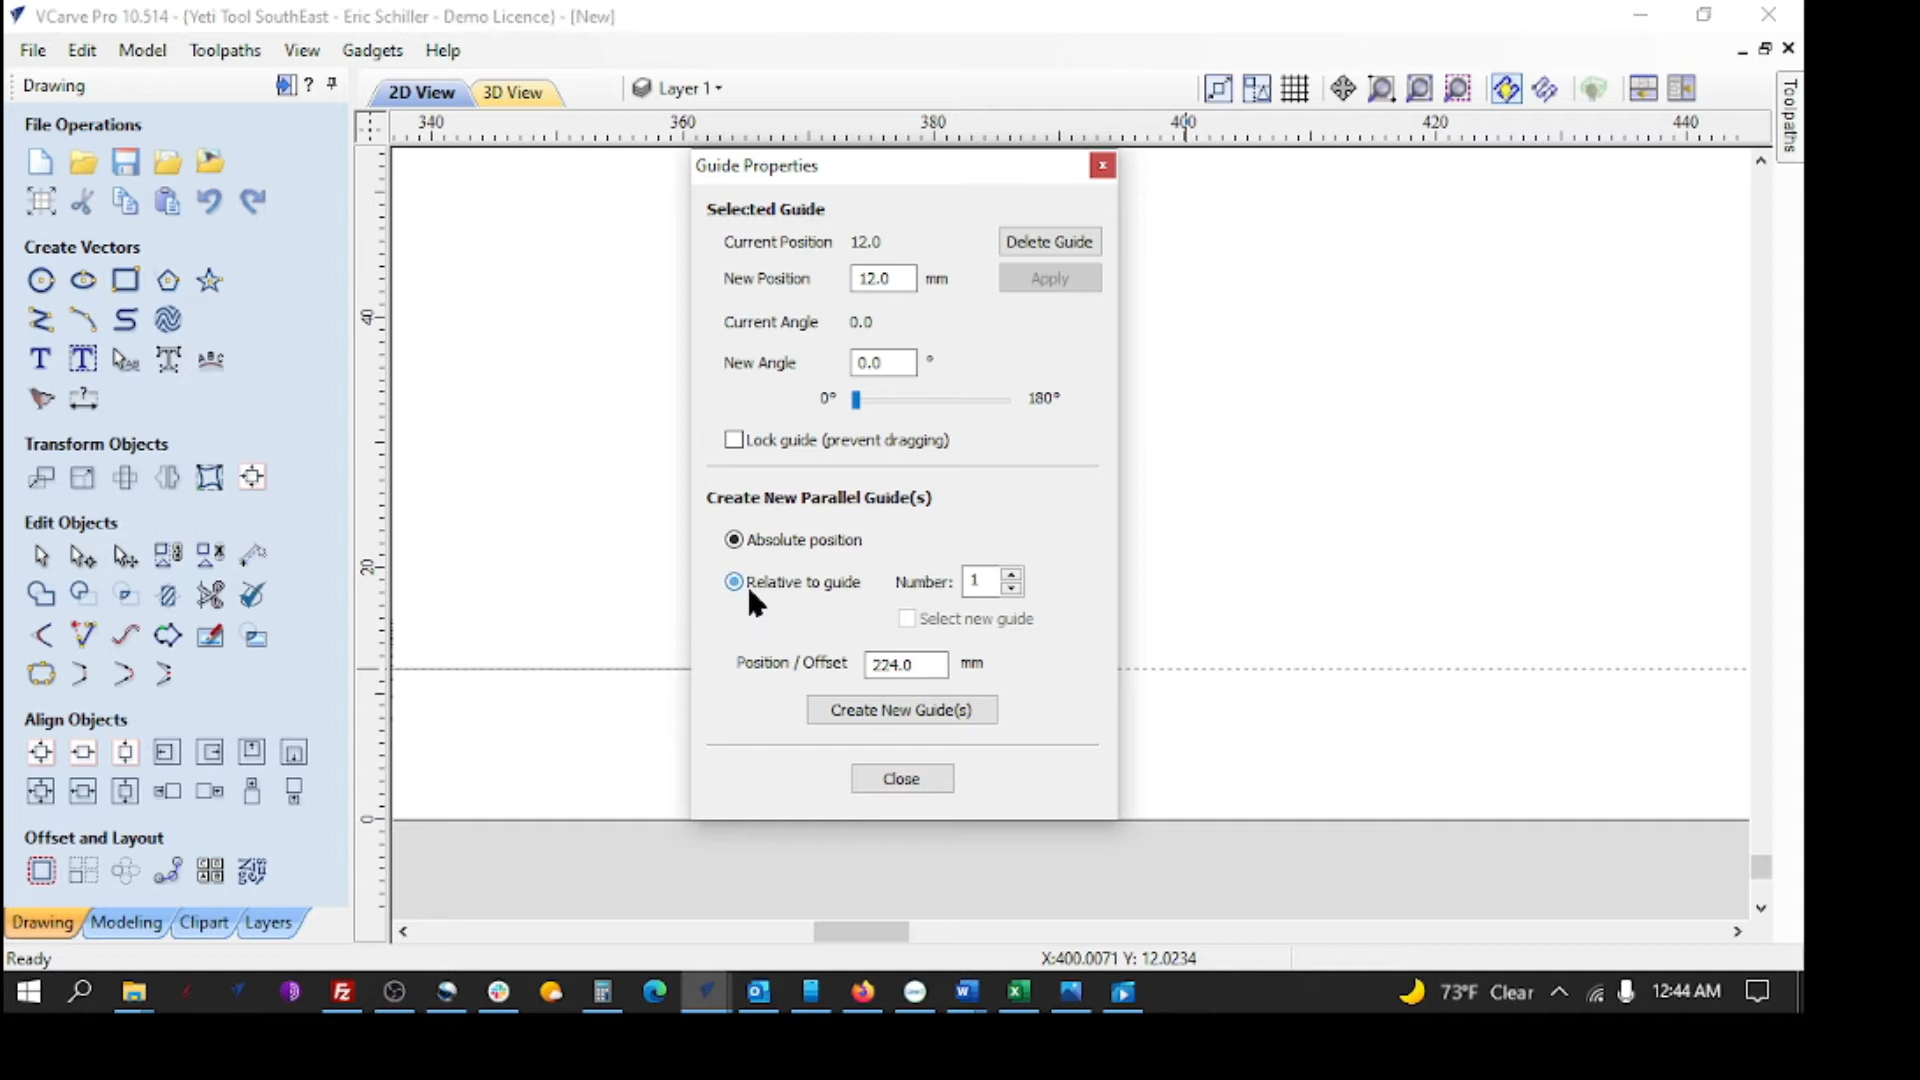 VCarve Pro 10.514 - {Yeti Tool SouthEast - Eric Schiller - Demo Licence} - [New]
File Edit Model Toolpaths View Gadgets Help
Drawing ?
2D View 3D View Layer 1
File Operations
340 360 380 400 420 440
Toolpaths
Guide Properties
Selected Guide
Current Position 12.0 Delete Guide
Create Vectors
New Position 12.0 mm Apply
40
Current Angle 0.0
New Angle 0.0 °
0° 180°
Transform Objects
Lock guide (prevent dragging)
Create New Parallel Guide(s)
Edit Objects
Absolute position
20
Relative to guide Number: 1
Select new guide
Position / Offset 224.0 mm
Create New Guide(s)
Align Objects
Close
0
Offset and Layout
Drawing Modeling Clipart Layers
Ready X:400.0071 Y: 12.0234
73°F Clear 12:44 AM